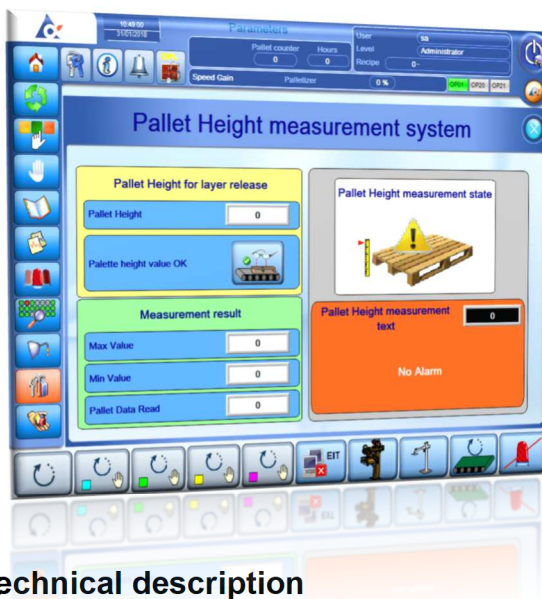 10:49:00
31/01/2018
Parameters
Pallet counter
Hours
0
0
User
sa
Level
Administrator
Recipe
0-
Speed Gain
Palletizer
0 %
OP20
OP21
Pallet Height measurement system
Pallet Height for layer release
Pallet Height
0
Palette height value OK
Measurement result
Max Value
0
Min Value
0
Pallet Data Read
0
Pallet Height measurement state
Pallet Height measurement
text
0
No Alarm
EIT
echnical description